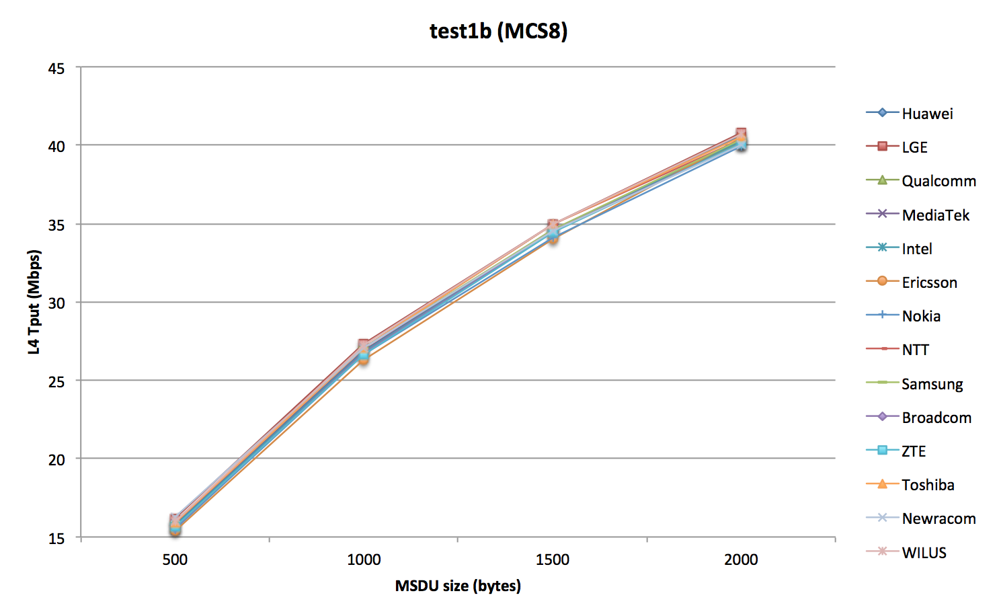 test1b (MCS8)
45
40
35
30
25
20
15
L4 Tput (Mbps)
500 1000 1500 2000
MSDU size (bytes)
Huawei
LGE
Qualcomm
MediaTek
Intel
Ericsson
Nokia
NTT
Samsung
Broadcom
ZTE
Toshiba
Newracom
WILUS